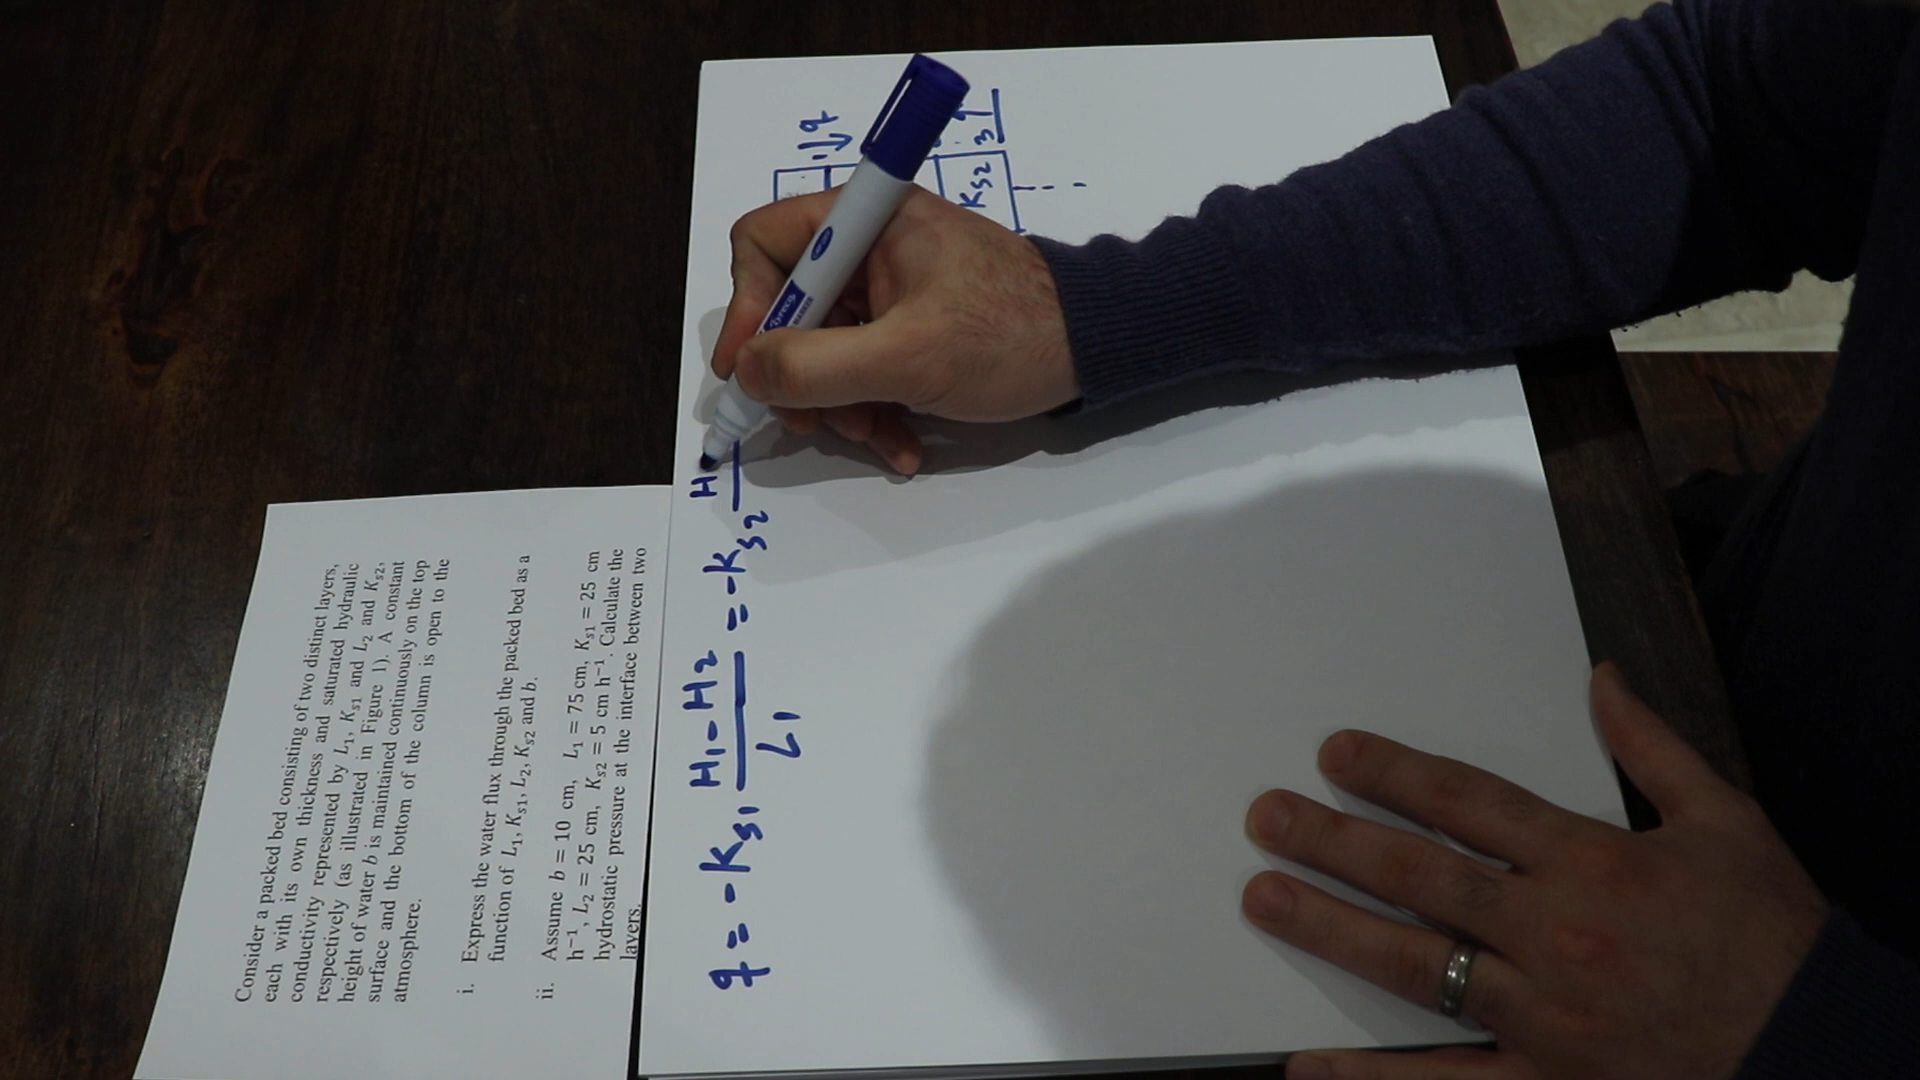 Consider a packed bed consisting of two distinct layers,
each with its own thickness and saturated hydraulic
conductivity represented by L₁, Kₛ₁ and L₂ and Kₛ₂,
respectively (as illustrated in Figure 1). A constant
height of water b is maintained continuously on the top
surface and the bottom of the column is open to the
atmosphere.
i. Express the water flux through the packed bed as a
function of L₁, Kₛ₁, L₂, Kₛ₂ and b.
ii. Assume b = 10 cm, L₁ = 75 cm, Kₛ₁ = 25 cm
h⁻¹, L₂ = 25 cm, Kₛ₂ = 5 cm h⁻¹. Calculate the
hydrostatic pressure at the interface between two
layers.
q = -Ks1 (H1-H2)/L1 = -Ks2 H
q
Ks2
3